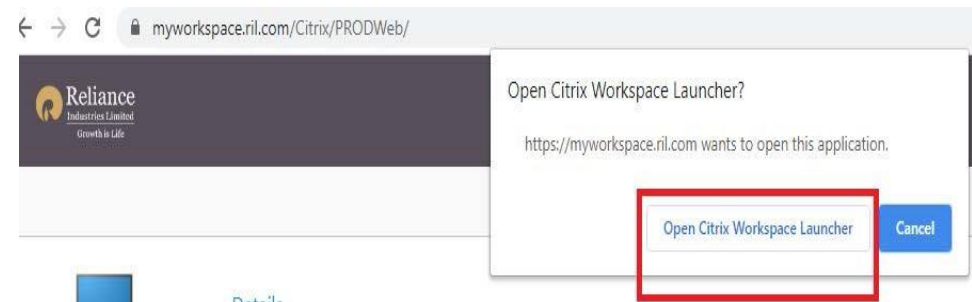 myworkspace.ril.com/Citrix/PRODWeb/
Reliance
Industries Limited
Growth is Life
Open Citrix Workspace Launcher?
https://myworkspace.ril.com wants to open this application.
Open Citrix Workspace Launcher Cancel
Details